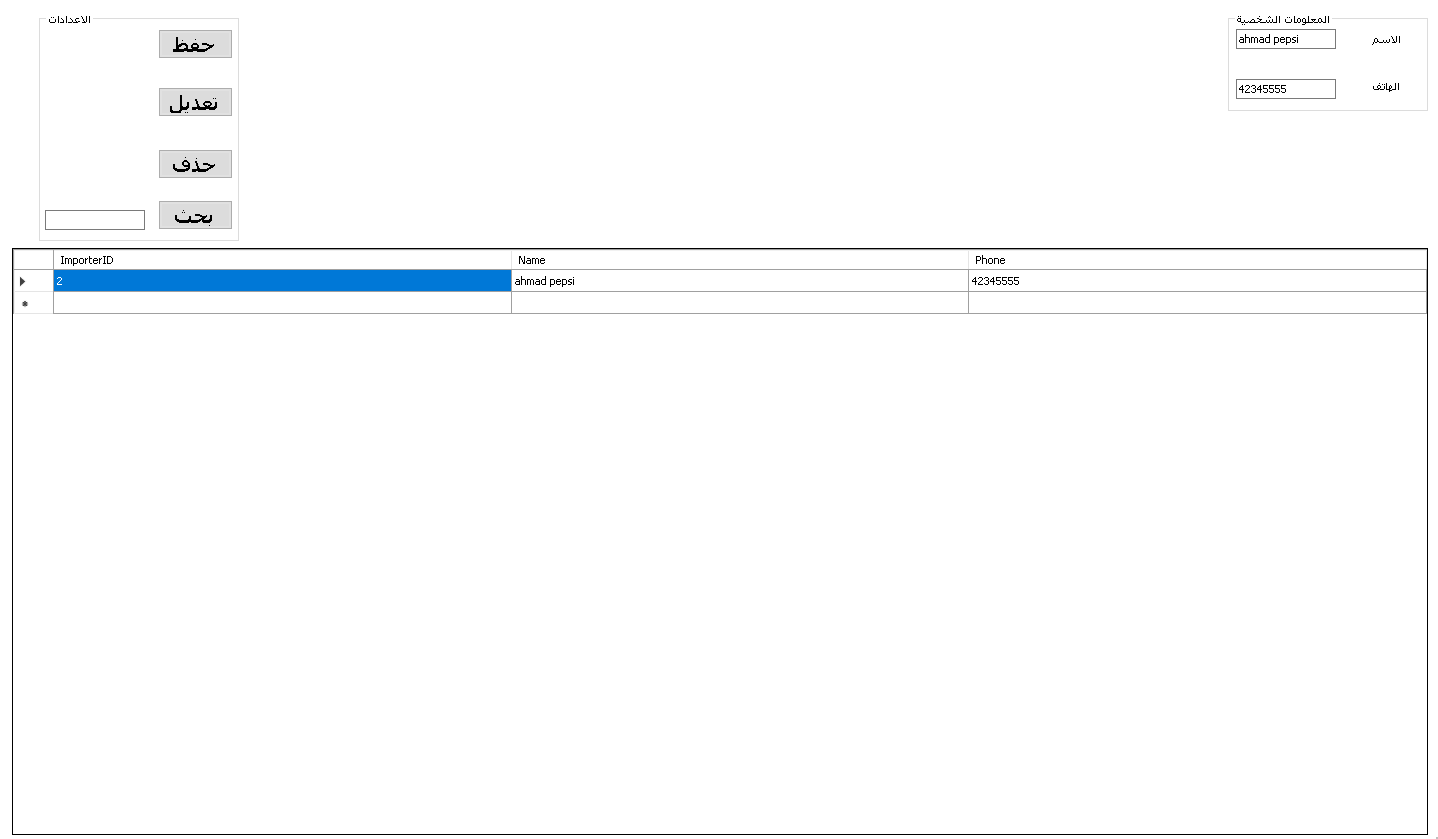 المعلومات الشخصية
الاسم
ahmad pepsi
الهاتف
42345555
الاعدادات
حفظ
تعديل
حذف
بحث
ImporterID Name Phone
2 ahmad pepsi 42345555